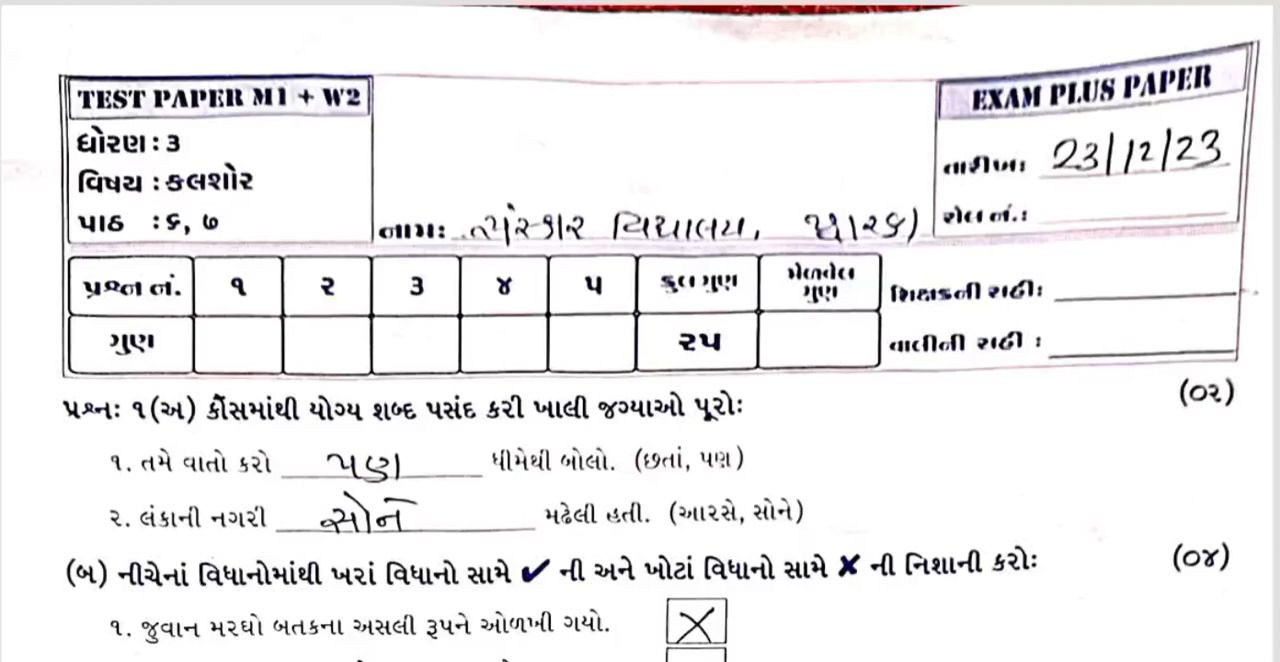 TEST PAPER M1 + W2
EXAM PLUS PAPER
ધોરણ : ૩
વિષય : કલશોર
પાઠ : ૬, ૭
તારીખ: 23/12/23
રોલ નં.:
નામ: સંસ્કાર વિદ્યાલય,
પ્રશ્ન નં. ૧ ૨ ૩ ૪ ૫ કુલ ગુણ મેળવેલ ગુણ
ગુણ ૨૫
શિક્ષકની સહી:
વાલીની સહી :
પ્રશ્ન: ૧(અ) કૌંસમાંથી યોગ્ય શબ્દ પસંદ કરી ખાલી જગ્યાઓ પૂરો: (૦૨)
૧. તમે વાતો કરો પણ ધીમેથી બોલો. (છતાં, પણ)
૨. લંકાની નગરી સોને મઢેલી હતી. (આરસે, સોને)
(બ) નીચેનાં વિધાનોમાંથી ખરાં વિધાનો સામે ✔ ની અને ખોટાં વિધાનો સામે ✖ ની નિશાની કરો: (૦૪)
૧. જુવાન મરઘો બતકના અસલી રૂપને ઓળખી ગયો. X